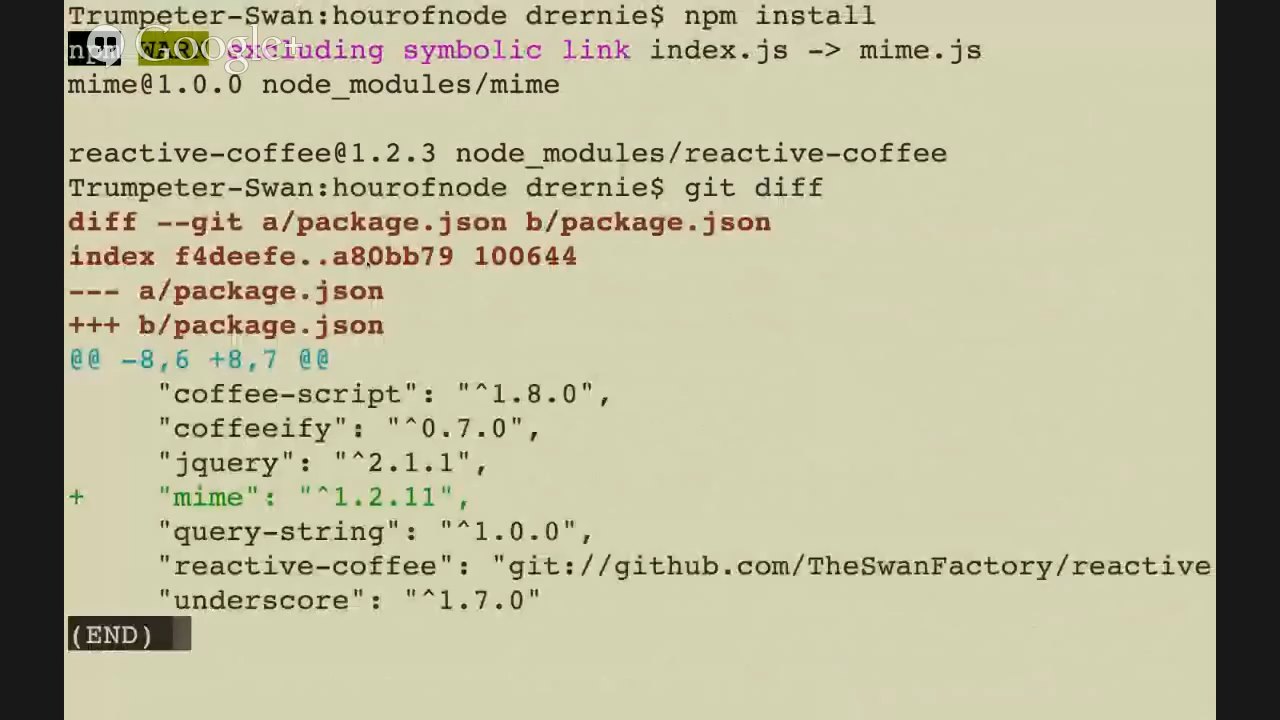 Trumpeter-Swan:hourofnode drernie$ npm install
npm WARN excluding symbolic link index.js -> mime.js
Google+
mime@1.0.0 node_modules/mime
reactive-coffee@1.2.3 node_modules/reactive-coffee
Trumpeter-Swan:hourofnode drernie$ git diff
diff --git a/package.json b/package.json
index f4deefe..a80bb79 100644
--- a/package.json
+++ b/package.json
@@ -8,6 +8,7 @@
"coffee-script": "^1.8.0",
"coffeeify": "^0.7.0",
"jquery": "^2.1.1",
+ "mime": "^1.2.11",
"query-string": "^1.0.0",
"reactive-coffee": "git://github.com/TheSwanFactory/reactive
"underscore": "^1.7.0"
(END)